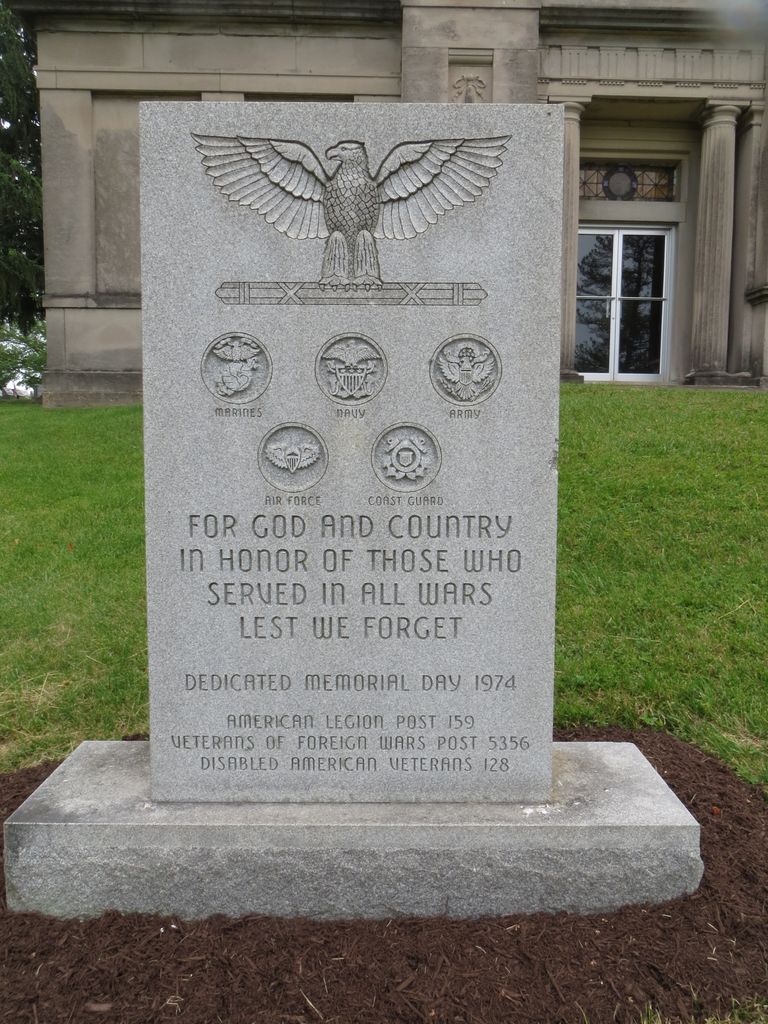 MARINES NAVY ARMY
AIR FORCE COAST GUARD
FOR GOD AND COUNTRY
IN HONOR OF THOSE WHO
SERVED IN ALL WARS
LEST WE FORGET
DEDICATED MEMORIAL DAY 1974
AMERICAN LEGION POST 159
VETERANS OF FOREIGN WARS POST 5356
DISABLED AMERICAN VETERANS 128